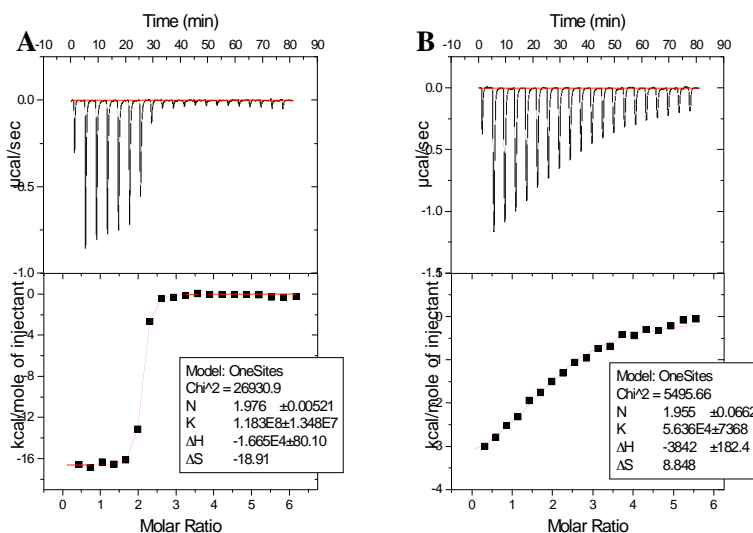 A
Time (min)
-10 0 10 20 30 40 50 60 70 80 90
0.0
-0.5
-1.0
µcal/sec
0
-4
-8
-12
-16
kcal/mole of injectant
Model: OneSites
Chi^2 = 26930.9
N 1.976 ±0.00521
K 1.183E8±1.348E7
ΔH -1.665E4±80.10
ΔS -18.91
0 1 2 3 4 5 6
Molar Ratio
B
Time (min)
-10 0 10 20 30 40 50 60 70 80 90
0.0
-0.5
-1.0
-1.5
µcal/sec
0
-1
-2
-3
-4
kcal/mole of injectant
Model: OneSites
Chi^2 = 5495.66
N 1.955 ±0.0662
K 5.636E4±7368
ΔH -3842 ±182.4
ΔS 8.848
0 1 2 3 4 5 6
Molar Ratio